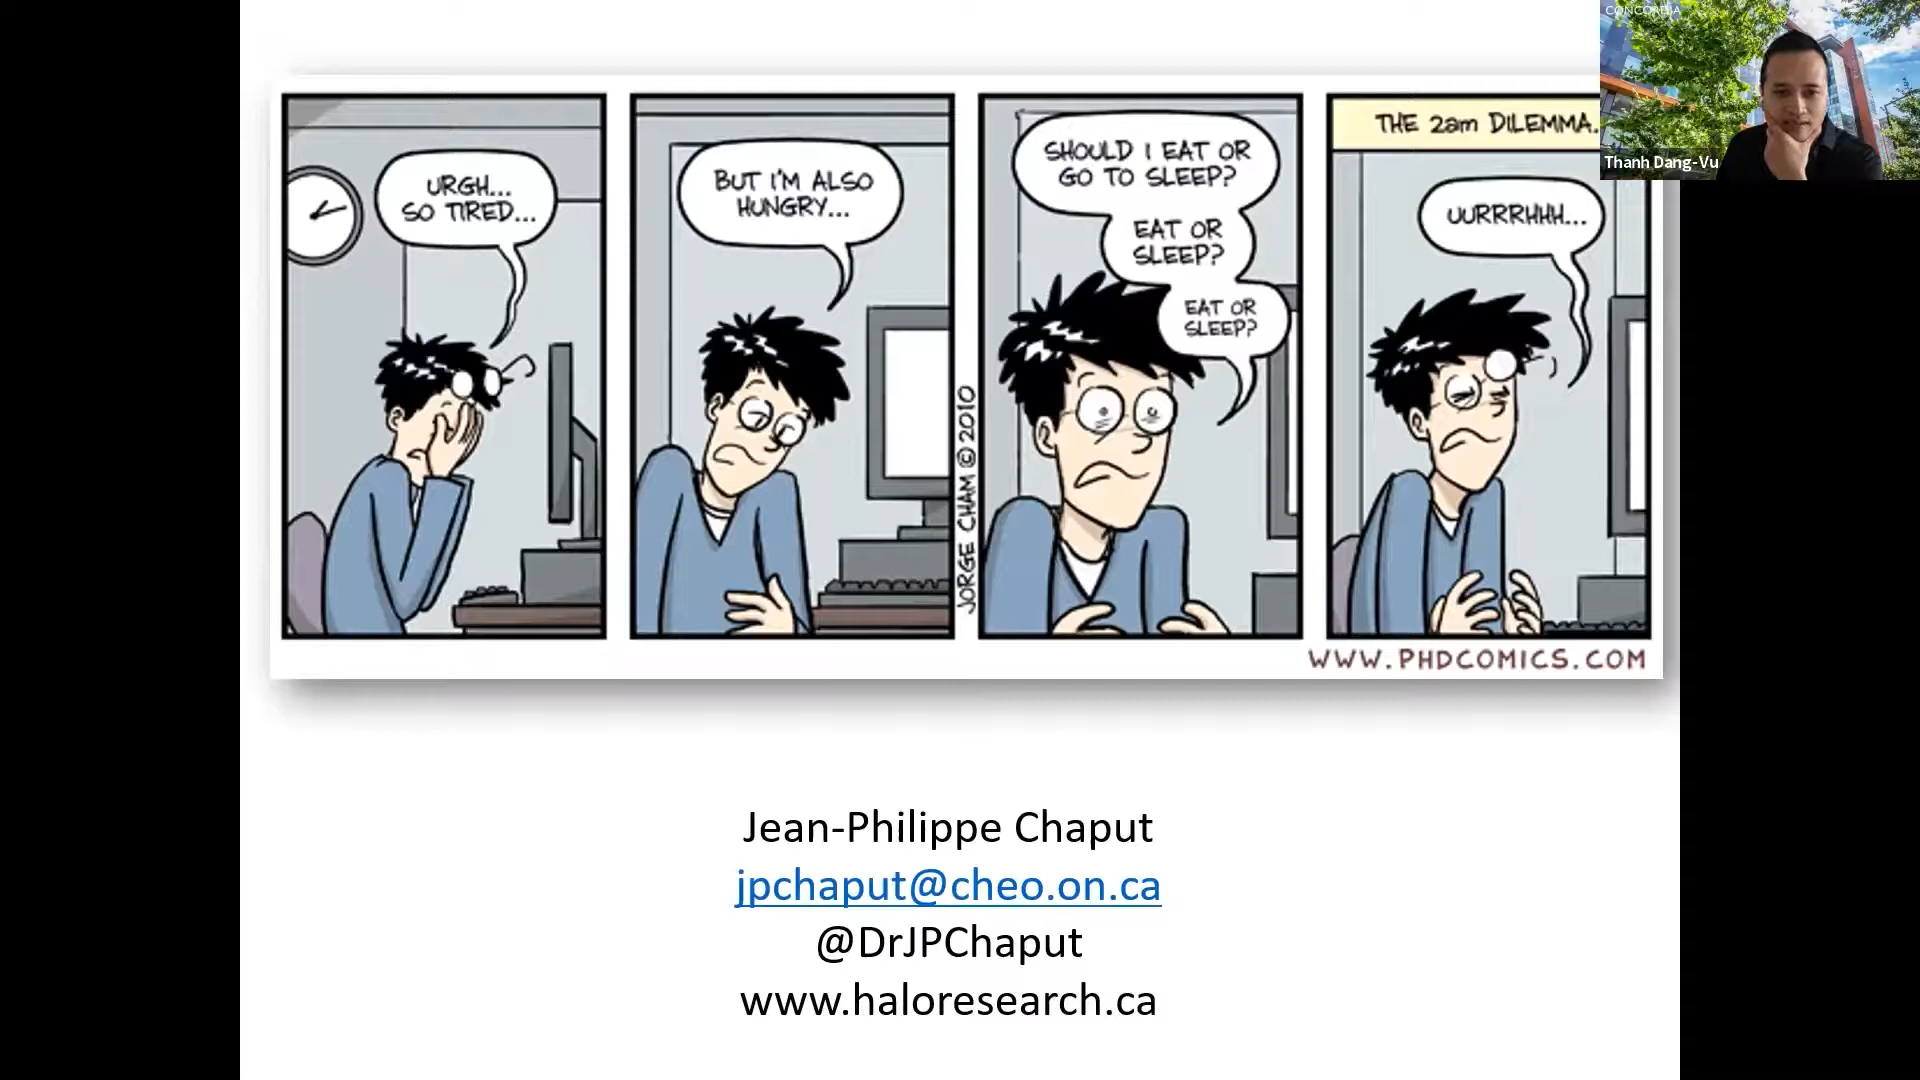 URGH...
SO TIRED...
BUT I'M ALSO
HUNGRY...
SHOULD I EAT OR
GO TO SLEEP?
EAT OR
SLEEP?
EAT OR
SLEEP?
JORGE CHAM © 2010
THE 2am DILEMMA.
UURRRHHH...
WWW.PHDCOMICS.COM
CONCORDIA
Thanh Dang-Vu
Jean-Philippe Chaput
jpchaput@cheo.on.ca
@DrJPChaput
www.haloresearch.ca